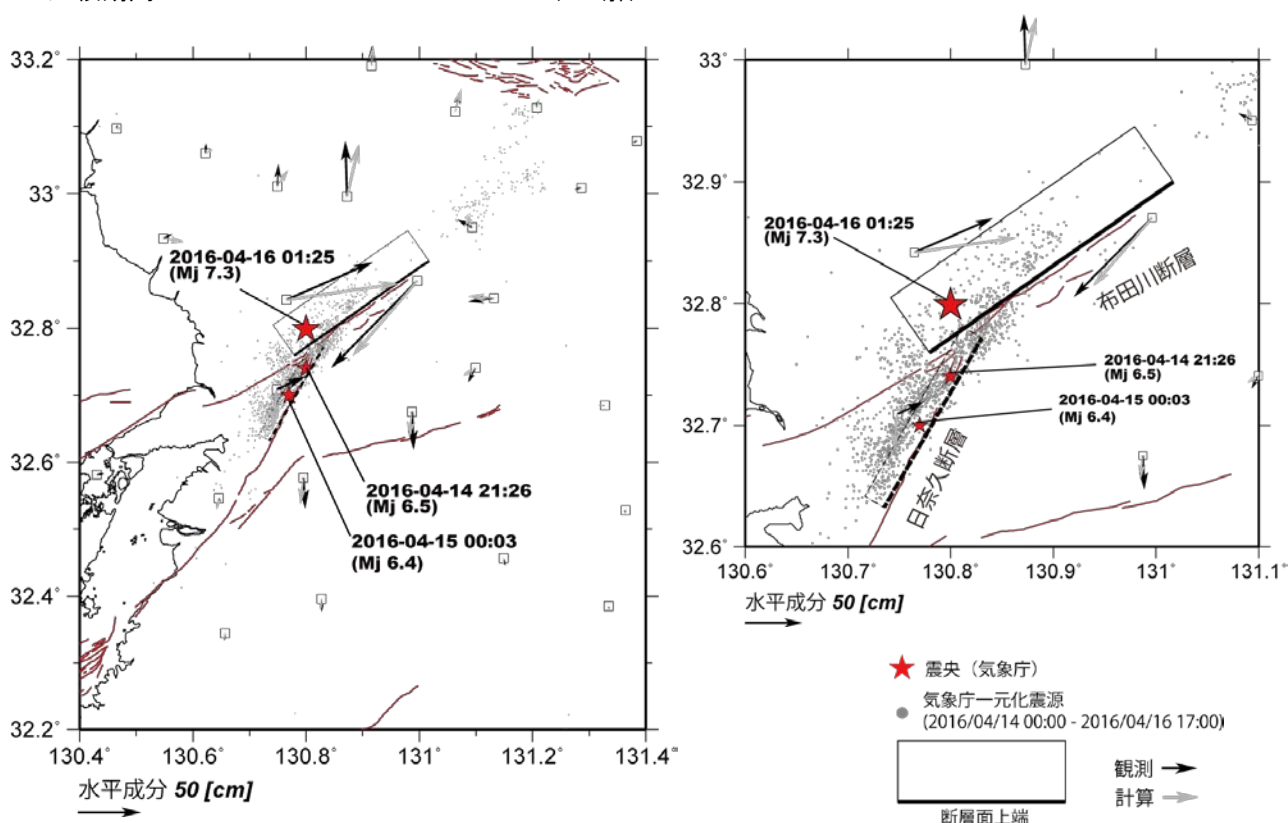 33.2°
33°
32.8°
32.6°
32.4°
32.2°
130.4°
130.6°
130.8°
131°
131.2°
131.4°
2016-04-16 01:25
(Mj 7.3)
2016-04-14 21:26
(Mj 6.5)
2016-04-15 00:03
(Mj 6.4)
水平成分 50 [cm]
33°
32.9°
32.8°
32.7°
32.6°
130.6°
130.7°
130.8°
130.9°
131°
131.1°
2016-04-16 01:25
(Mj 7.3)
布田川断層
2016-04-14 21:26
(Mj 6.5)
2016-04-15 00:03
(Mj 6.4)
日奈久断層
水平成分 50 [cm]
震央（気象庁）
気象庁一元化震源
(2016/04/14 00:00 - 2016/04/16 17:00)
観測
計算
断層面上端